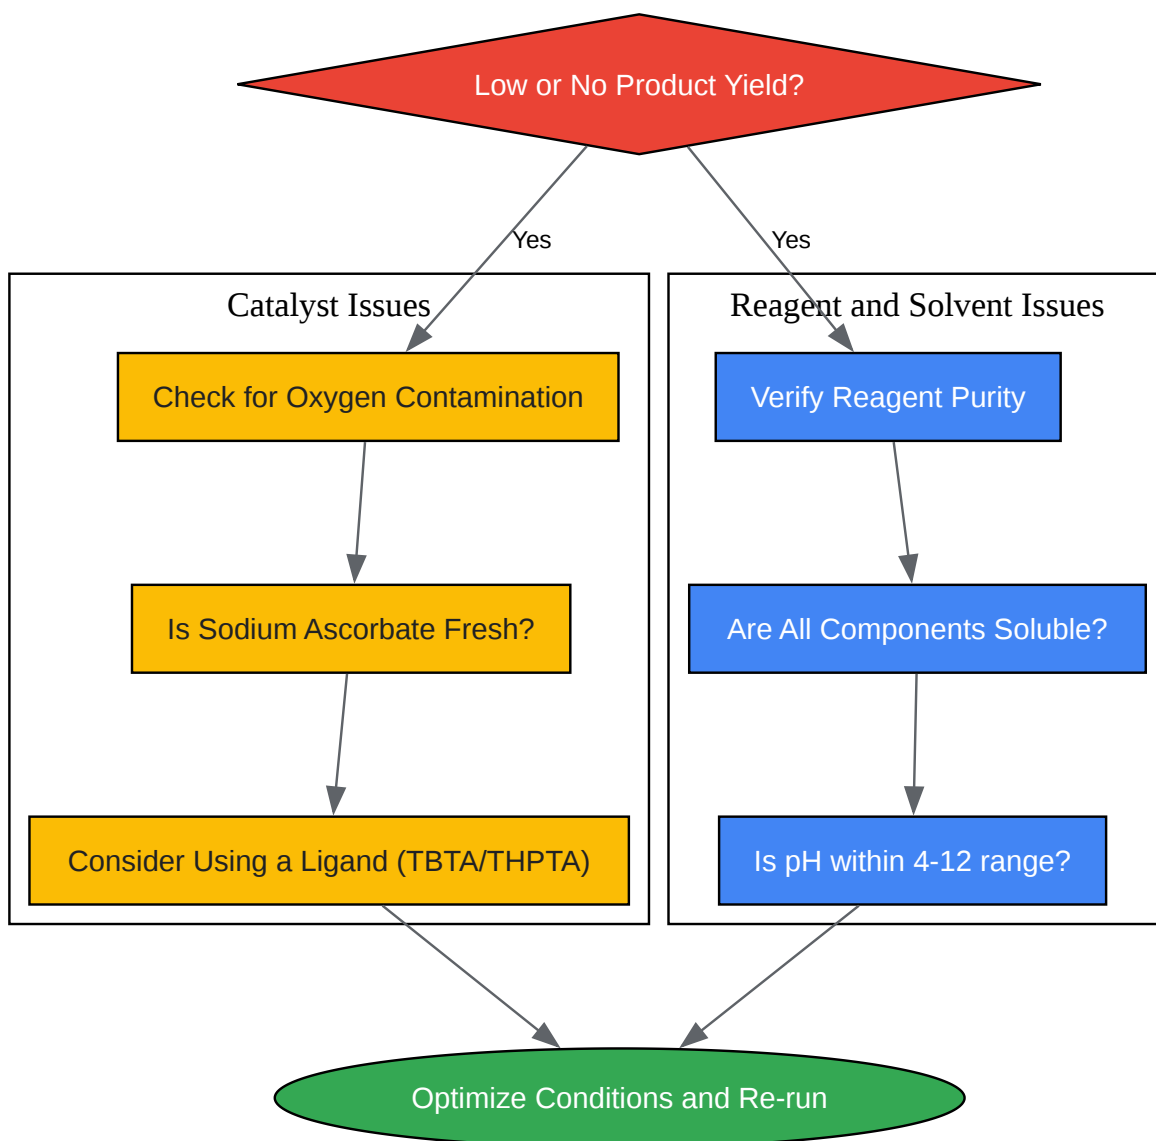 Low or No Product Yield?
Yes
Yes
Catalyst Issues
Check for Oxygen Contamination
Is Sodium Ascorbate Fresh?
Consider Using a Ligand (TBTA/THPTA)
Reagent and Solvent Issues
Verify Reagent Purity
Are All Components Soluble?
Is pH within 4-12 range?
Optimize Conditions and Re-run